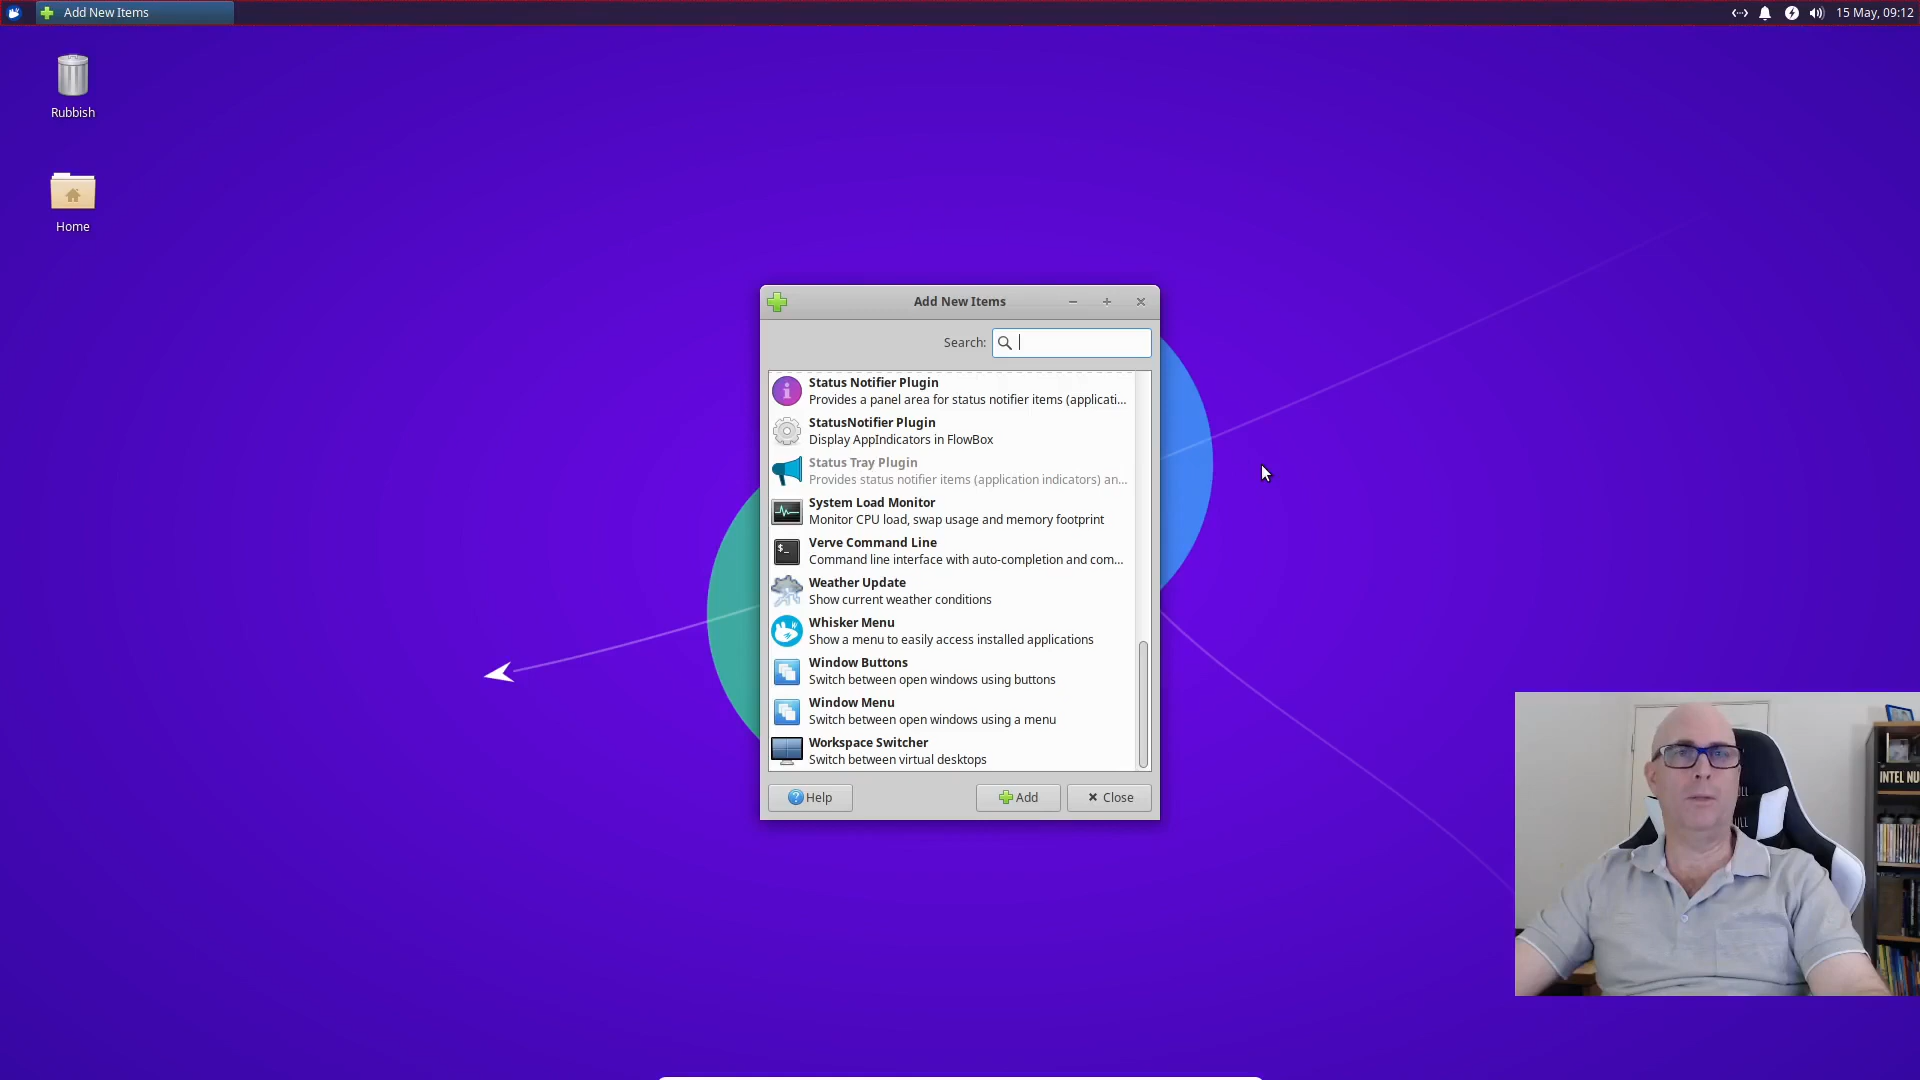 Add New Items
15 May, 09:12
Rubbish
Home
Add New Items
Search:
Status Notifier Plugin
Provides a panel area for status notifier items (applicati...
StatusNotifier Plugin
Display AppIndicators in FlowBox
Status Tray Plugin
Provides status notifier items (application indicators) an...
System Load Monitor
Monitor CPU load, swap usage and memory footprint
Verve Command Line
Command line interface with auto-completion and com...
Weather Update
Show current weather conditions
Whisker Menu
Show a menu to easily access installed applications
Window Buttons
Switch between open windows using buttons
Window Menu
Switch between open windows using a menu
Workspace Switcher
Switch between virtual desktops
Help
Add
Close
INTEL NU